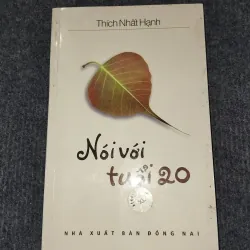 Thích Nhất Hạnh
Nói với
tuổi 20
NHÀ XUẤT BẢN ĐỒNG NAI